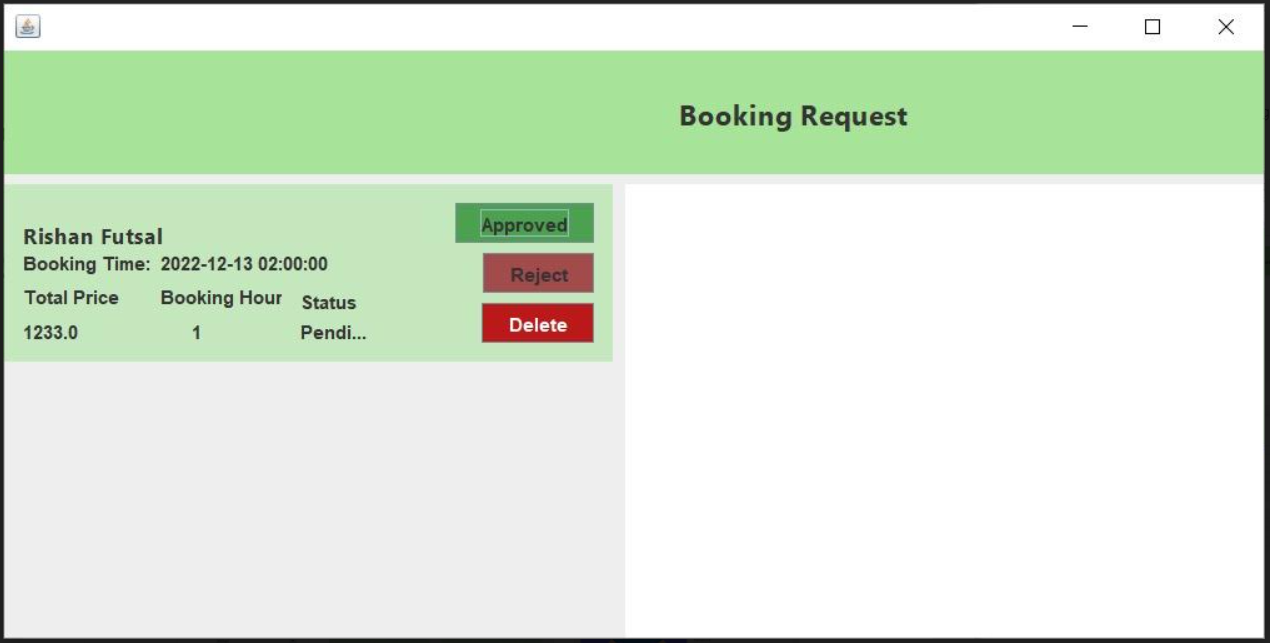 Booking Request
Approved
Rishan Futsal
Booking Time: 2022-12-13 02:00:00
Reject
Total Price Booking Hour Status
1233.0 1 Pendi...
Delete